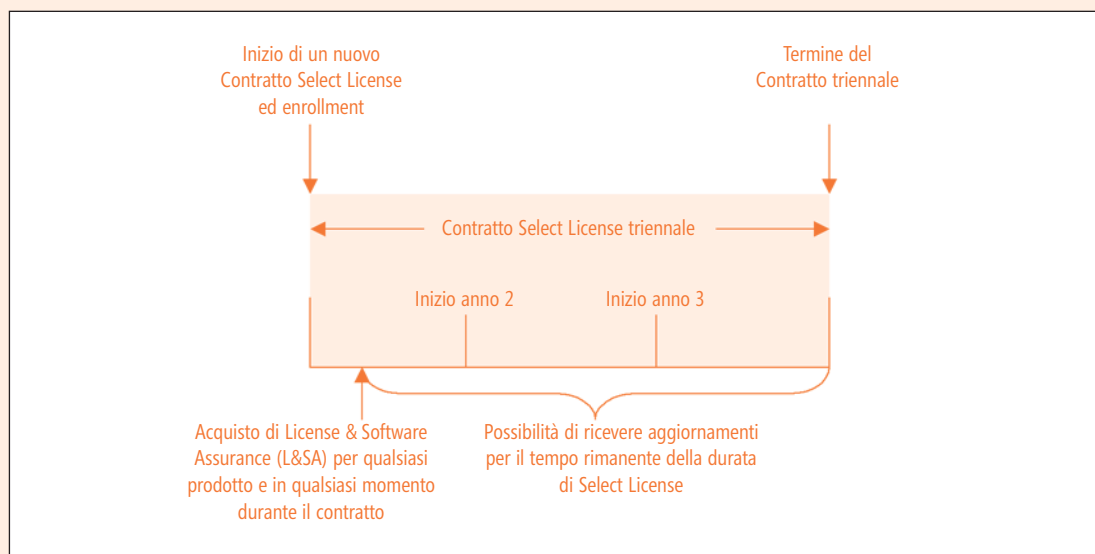 Inizio di un nuovo
Contratto Select License
ed enrollment
Termine del
Contratto triennale
Contratto Select License triennale
Inizio anno 2
Inizio anno 3
Acquisto di License & Software
Assurance (L&SA) per qualsiasi
prodotto e in qualsiasi momento
durante il contratto
Possibilità di ricevere aggiornamenti
per il tempo rimanente della durata
di Select License